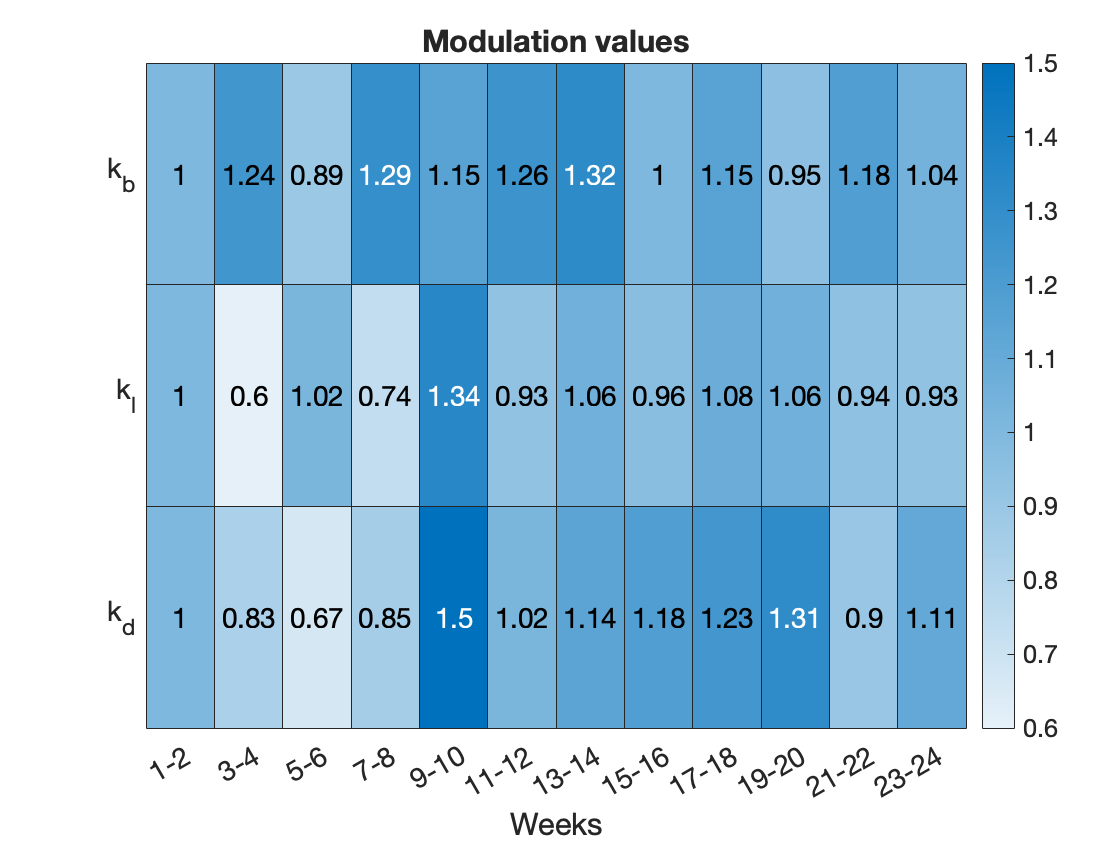 Modulation values
k_b 1 1.24 0.89 1.29 1.15 1.26 1.32 1 1.15 0.95 1.18 1.04
k_l 1 0.6 1.02 0.74 1.34 0.93 1.06 0.96 1.08 1.06 0.94 0.93
k_d 1 0.83 0.67 0.85 1.5 1.02 1.14 1.18 1.23 1.31 0.9 1.11
1-2 3-4 5-6 7-8 9-10 11-12 13-14 15-16 17-18 19-20 21-22 23-24
Weeks
1.5
1.4
1.3
1.2
1.1
1
0.9
0.8
0.7
0.6